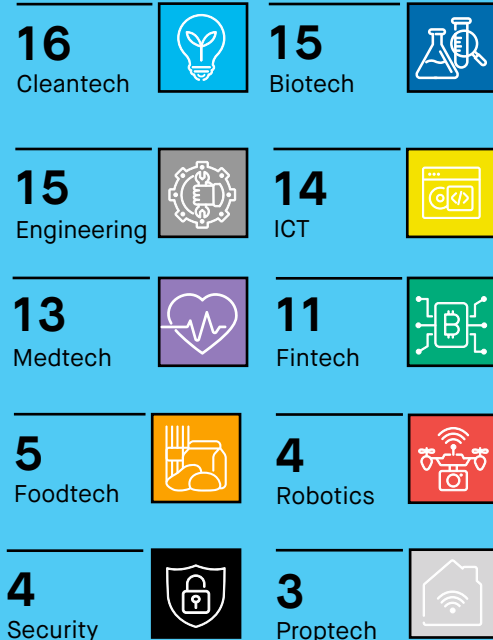 16
Cleantech
15
Biotech
15
Engineering
14
ICT
13
Medtech
11
Fintech
5
Foodtech
4
Robotics
4
Security
3
Proptech